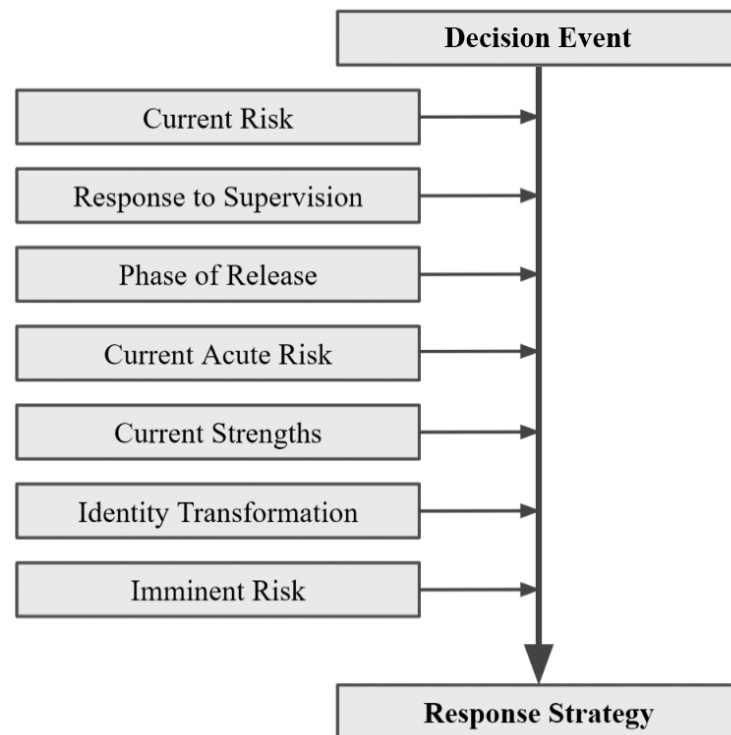 Decision Event
Current Risk
Response to Supervision
Phase of Release
Current Acute Risk
Current Strengths
Identity Transformation
Imminent Risk
Response Strategy